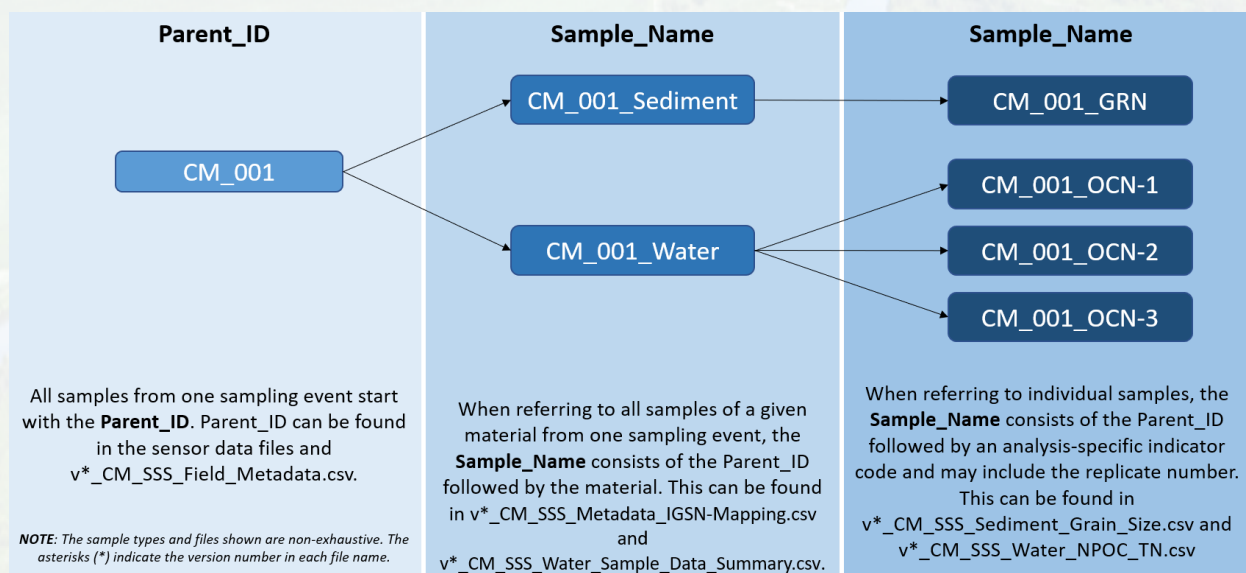 Parent_ID
CM_001
All samples from one sampling event start
with the Parent_ID. Parent_ID can be found
in the sensor data files and
v*_CM_SSS_Field_Metadata.csv.
NOTE: The sample types and files shown are non-exhaustive. The
asterisks (*) indicate the version number in each file name.
Sample_Name
CM_001_Sediment
CM_001_Water
When referring to all samples of a given
material from one sampling event, the
Sample_Name consists of the Parent_ID
followed by the material. This can be found
in v*_CM_SSS_Metadata_IGSN-Mapping.csv
and
v*_CM_SSS_Water_Sample_Data_Summary.csv.
Sample_Name
CM_001_GRN
CM_001_OCN-1
CM_001_OCN-2
CM_001_OCN-3
When referring to individual samples, the
Sample_Name consists of the Parent_ID
followed by an analysis-specific indicator
code and may include the replicate number.
This can be found in
v*_CM_SSS_Sediment_Grain_Size.csv and
v*_CM_SSS_Water_NPOC_TN.csv